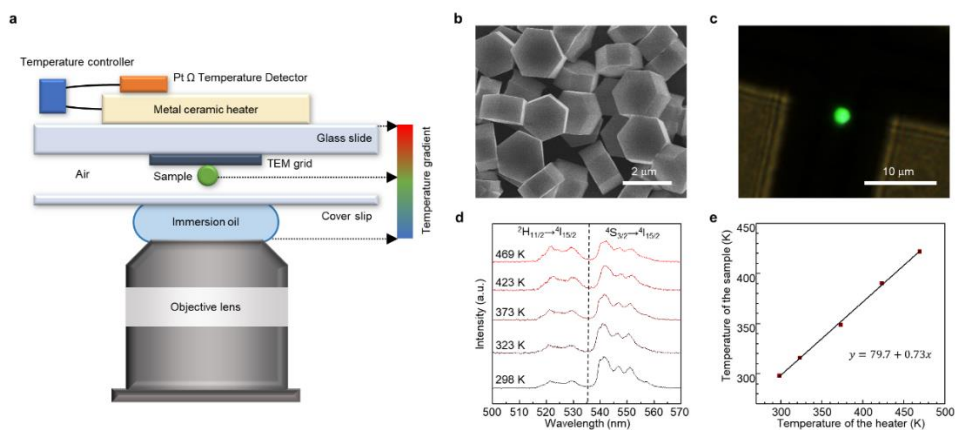 a
Temperature controller
Pt Ω Temperature Detector
Metal ceramic heater
Glass slide
TEM grid
Air
Sample
Cover slip
Immersion oil
Objective lens
Temperature gradient
b
2 μm
c
10 μm
d
²H₁₁/₂→⁴I₁₅/₂
⁴S₃/₂→⁴I₁₅/₂
469 K
423 K
373 K
323 K
298 K
Intensity (a.u.)
500 510 520 530 540 550 560 570
Wavelength (nm)
e
450
400
350
300
Temperature of the sample (K)
y = 79.7 + 0.73x
300 350 400 450 500
Temperature of the heater (K)